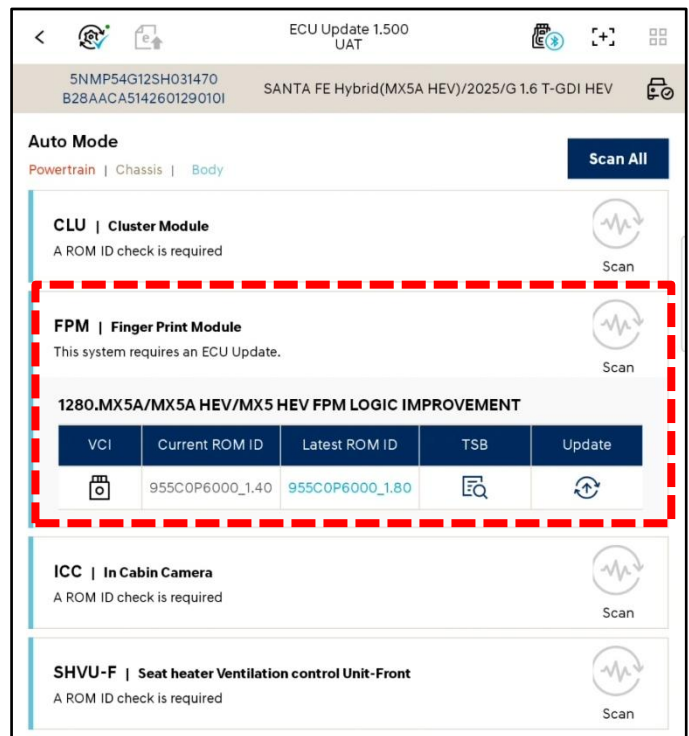 ECU Update 1.500
UAT
5NMP54G12SH031470
B28AACA514260129010I
SANTA FE Hybrid(MX5A HEV)/2025/G 1.6 T-GDI HEV
Auto Mode
Powertrain | Chassis | Body
Scan All
CLU | Cluster Module
A ROM ID check is required
Scan
FPM | Finger Print Module
This system requires an ECU Update.
Scan
1280.MX5A/MX5A HEV/MX5 HEV FPM LOGIC IMPROVEMENT
VCI Current ROM ID Latest ROM ID TSB Update
955C0P6000_1.40 955C0P6000_1.80
ICC | In Cabin Camera
A ROM ID check is required
Scan
SHVU-F | Seat heater Ventilation control Unit-Front
A ROM ID check is required
Scan